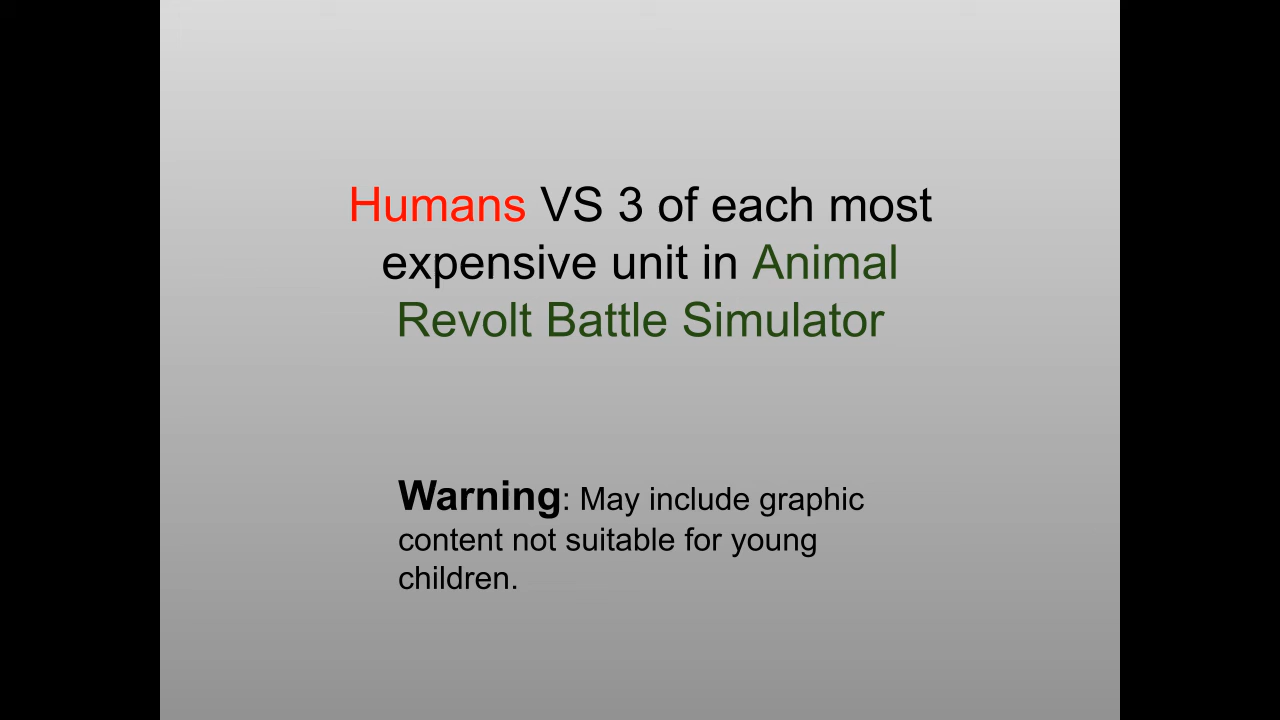 Humans VS 3 of each most
expensive unit in Animal
Revolt Battle Simulator
Warning: May include graphic
content not suitable for young
children.